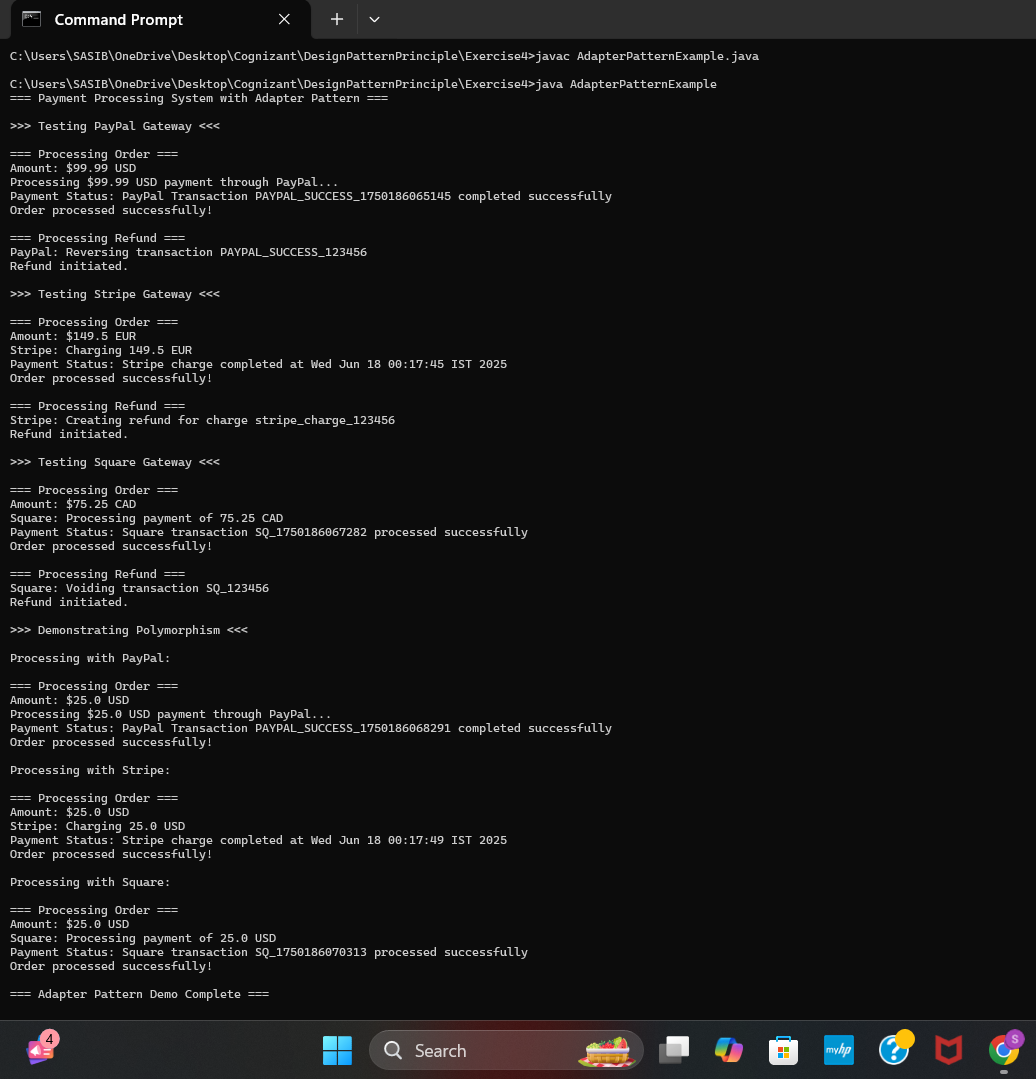 Command Prompt
C:\Users\SASIB\OneDrive\Desktop\Cognizant\DesignPatternPrinciple\Exercise4>javac AdapterPatternExample.java
C:\Users\SASIB\OneDrive\Desktop\Cognizant\DesignPatternPrinciple\Exercise4>java AdapterPatternExample
=== Payment Processing System with Adapter Pattern ===
>>> Testing PayPal Gateway <<<
=== Processing Order ===
Amount: $99.99 USD
Processing $99.99 USD payment through PayPal...
Payment Status: PayPal Transaction PAYPAL_SUCCESS_1750186065145 completed successfully
Order processed successfully!
=== Processing Refund ===
PayPal: Reversing transaction PAYPAL_SUCCESS_123456
Refund initiated.
>>> Testing Stripe Gateway <<<
=== Processing Order ===
Amount: $149.5 EUR
Stripe: Charging 149.5 EUR
Payment Status: Stripe charge completed at Wed Jun 18 00:17:45 IST 2025
Order processed successfully!
=== Processing Refund ===
Stripe: Creating refund for charge stripe_charge_123456
Refund initiated.
>>> Testing Square Gateway <<<
=== Processing Order ===
Amount: $75.25 CAD
Square: Processing payment of 75.25 CAD
Payment Status: Square transaction SQ_1750186067282 processed successfully
Order processed successfully!
=== Processing Refund ===
Square: Voiding transaction SQ_123456
Refund initiated.
>>> Demonstrating Polymorphism <<<
Processing with PayPal:
=== Processing Order ===
Amount: $25.0 USD
Processing $25.0 USD payment through PayPal...
Payment Status: PayPal Transaction PAYPAL_SUCCESS_1750186068291 completed successfully
Order processed successfully!
Processing with Stripe:
=== Processing Order ===
Amount: $25.0 USD
Stripe: Charging 25.0 USD
Payment Status: Stripe charge completed at Wed Jun 18 00:17:49 IST 2025
Order processed successfully!
Processing with Square:
=== Processing Order ===
Amount: $25.0 USD
Square: Processing payment of 25.0 USD
Payment Status: Square transaction SQ_1750186070313 processed successfully
Order processed successfully!
=== Adapter Pattern Demo Complete ===
4
Search
myhp
?
S